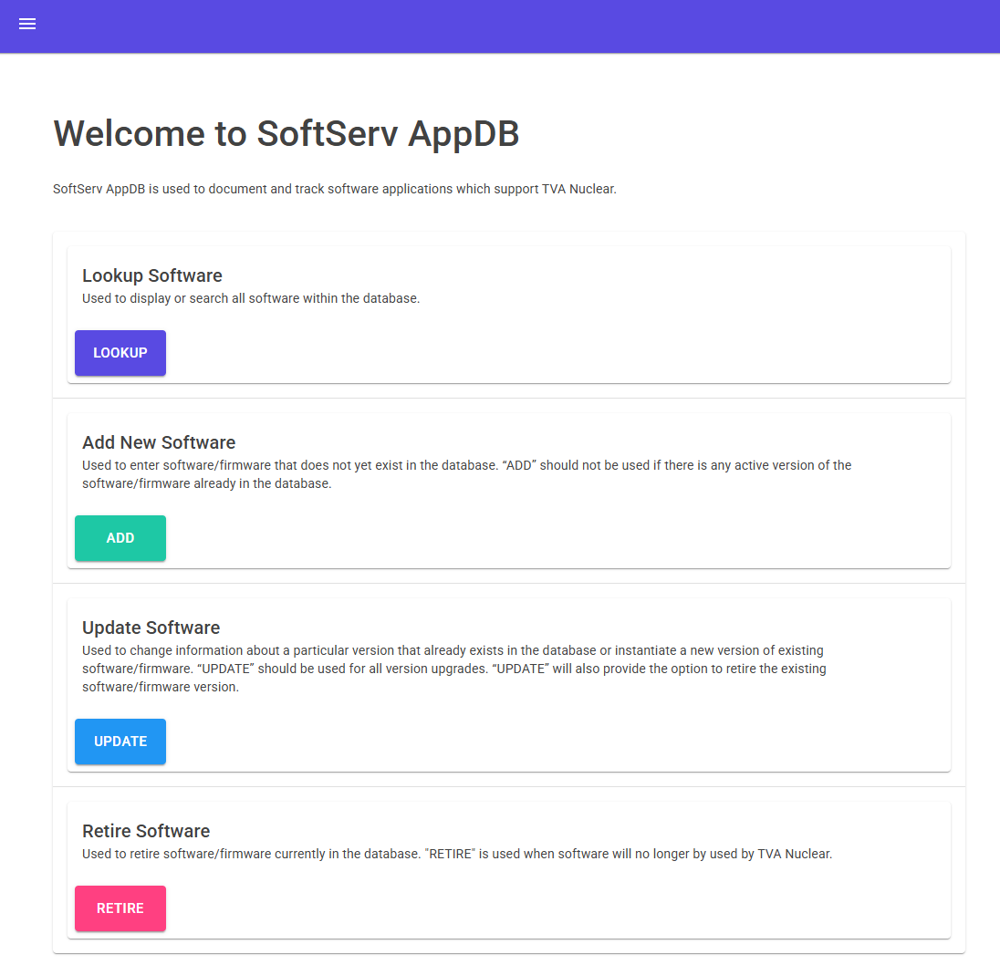 Welcome to SoftServ AppDB
SoftServ AppDB is used to document and track software applications which support TVA Nuclear.
Lookup Software
Used to display or search all software within the database.
LOOKUP
Add New Software
Used to enter software/firmware that does not yet exist in the database. “ADD” should not be used if there is any active version of the
software/firmware already in the database.
ADD
Update Software
Used to change information about a particular version that already exists in the database or instantiate a new version of existing
software/firmware. “UPDATE” should be used for all version upgrades. “UPDATE” will also provide the option to retire the existing
software/firmware version.
UPDATE
Retire Software
Used to retire software/firmware currently in the database. "RETIRE" is used when software will no longer by used by TVA Nuclear.
RETIRE